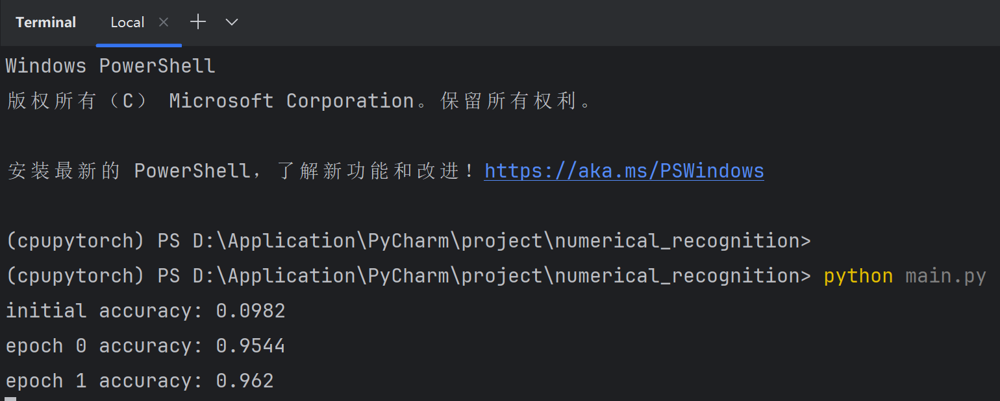 Terminal Local
Windows PowerShell
版权所有（C） Microsoft Corporation。保留所有权利。
安装最新的 PowerShell，了解新功能和改进！https://aka.ms/PSWindows
(cpupytorch) PS D:\Application\PyCharm\project\numerical_recognition>
(cpupytorch) PS D:\Application\PyCharm\project\numerical_recognition> python main.py
initial accuracy: 0.0982
epoch 0 accuracy: 0.9544
epoch 1 accuracy: 0.962